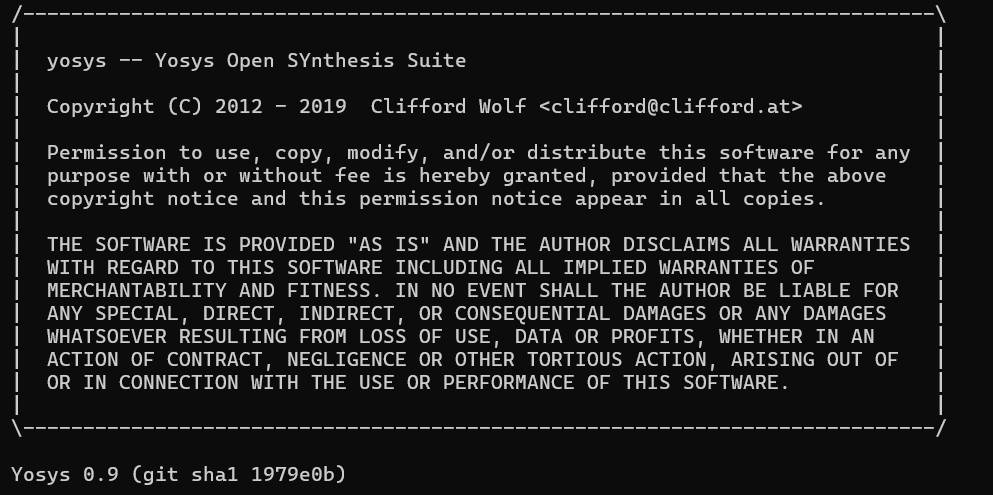 /----------------------------------------------------------------------------\
|                                                                            |
|  yosys -- Yosys Open SYnthesis Suite                                       |
|                                                                            |
|  Copyright (C) 2012 - 2019  Clifford Wolf <clifford@clifford.at>           |
|                                                                            |
|  Permission to use, copy, modify, and/or distribute this software for any  |
|  purpose with or without fee is hereby granted, provided that the above    |
|  copyright notice and this permission notice appear in all copies.         |
|                                                                            |
|  THE SOFTWARE IS PROVIDED "AS IS" AND THE AUTHOR DISCLAIMS ALL WARRANTIES  |
|  WITH REGARD TO THIS SOFTWARE INCLUDING ALL IMPLIED WARRANTIES OF          |
|  MERCHANTABILITY AND FITNESS. IN NO EVENT SHALL THE AUTHOR BE LIABLE FOR   |
|  ANY SPECIAL, DIRECT, INDIRECT, OR CONSEQUENTIAL DAMAGES OR ANY DAMAGES    |
|  WHATSOEVER RESULTING FROM LOSS OF USE, DATA OR PROFITS, WHETHER IN AN     |
|  ACTION OF CONTRACT, NEGLIGENCE OR OTHER TORTIOUS ACTION, ARISING OUT OF   |
|  OR IN CONNECTION WITH THE USE OR PERFORMANCE OF THIS SOFTWARE.            |
|                                                                            |
\----------------------------------------------------------------------------/

Yosys 0.9 (git sha1 1979e0b)